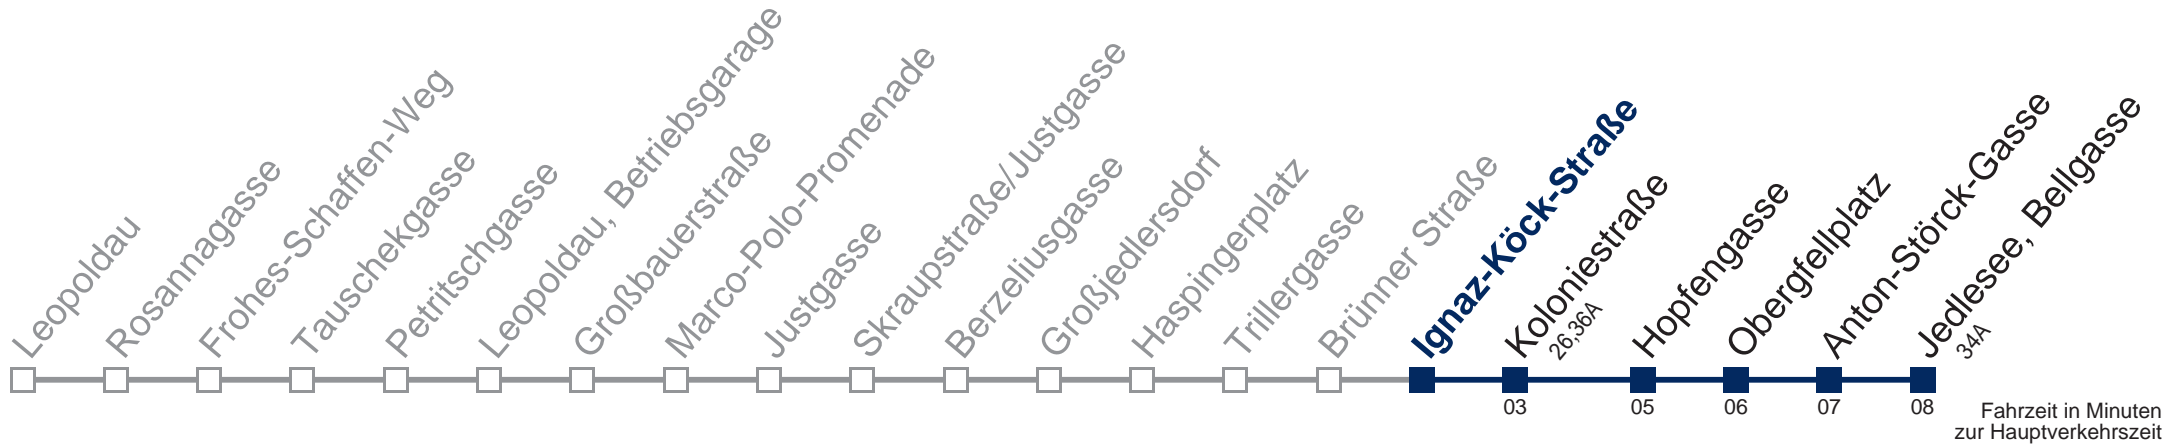 Leopoldau
Rosannagasse
Frohes-Schaffen-Weg
Tauschekgasse
Petritschgasse
Leopoldau, Betriebsgarage
Großbauerstraße
Marco-Polo-Promenade
Justgasse
Skraupstraße/Justgasse
Berzeliusgasse
Großjedlersdorf
Haspingerplatz
Trillergasse
Brünner Straße
Ignaz-Köck-Straße
Koloniestraße
26,36A
Hopfengasse
Obergfellplatz
Anton-Störck-Gasse
Jedlesee, Bellgasse
34A
03
05
06
07
08
Fahrzeit in Minuten
zur Hauptverkehrszeit